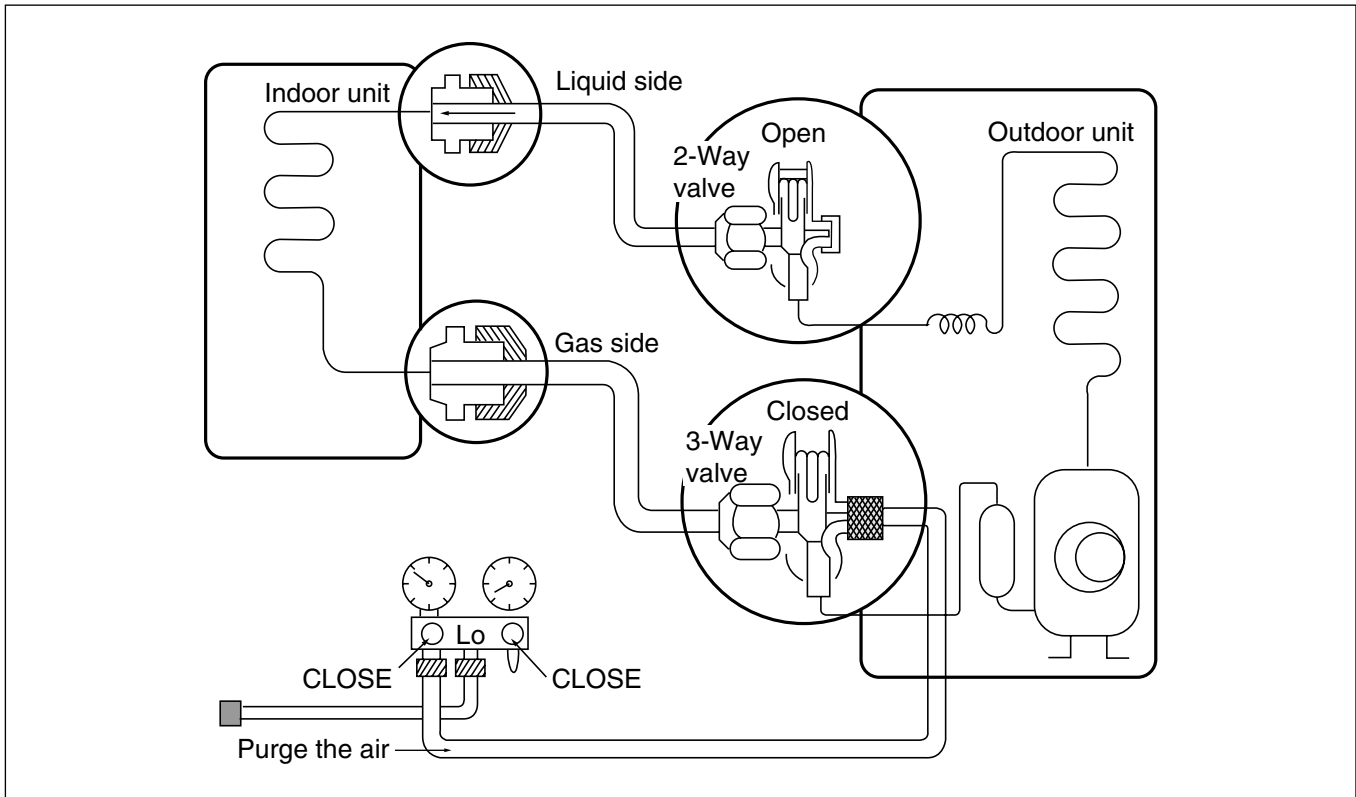 Indoor unit
Liquid side
2-Way
valve
Open
Outdoor unit
Gas side
3-Way
valve
Closed
Lo
CLOSE
CLOSE
Purge the air